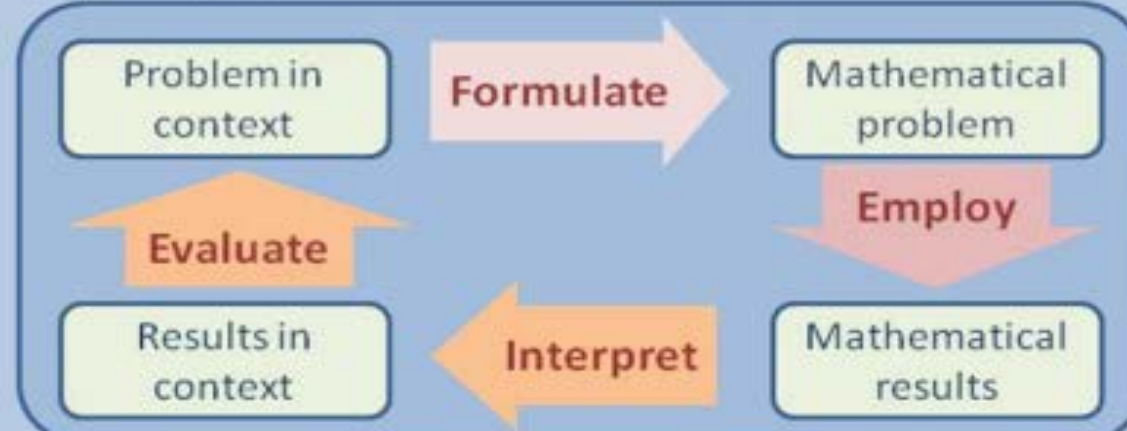 Problem in
context
Formulate
Mathematical
problem
Employ
Evaluate
Results in
context
Interpret
Mathematical
results